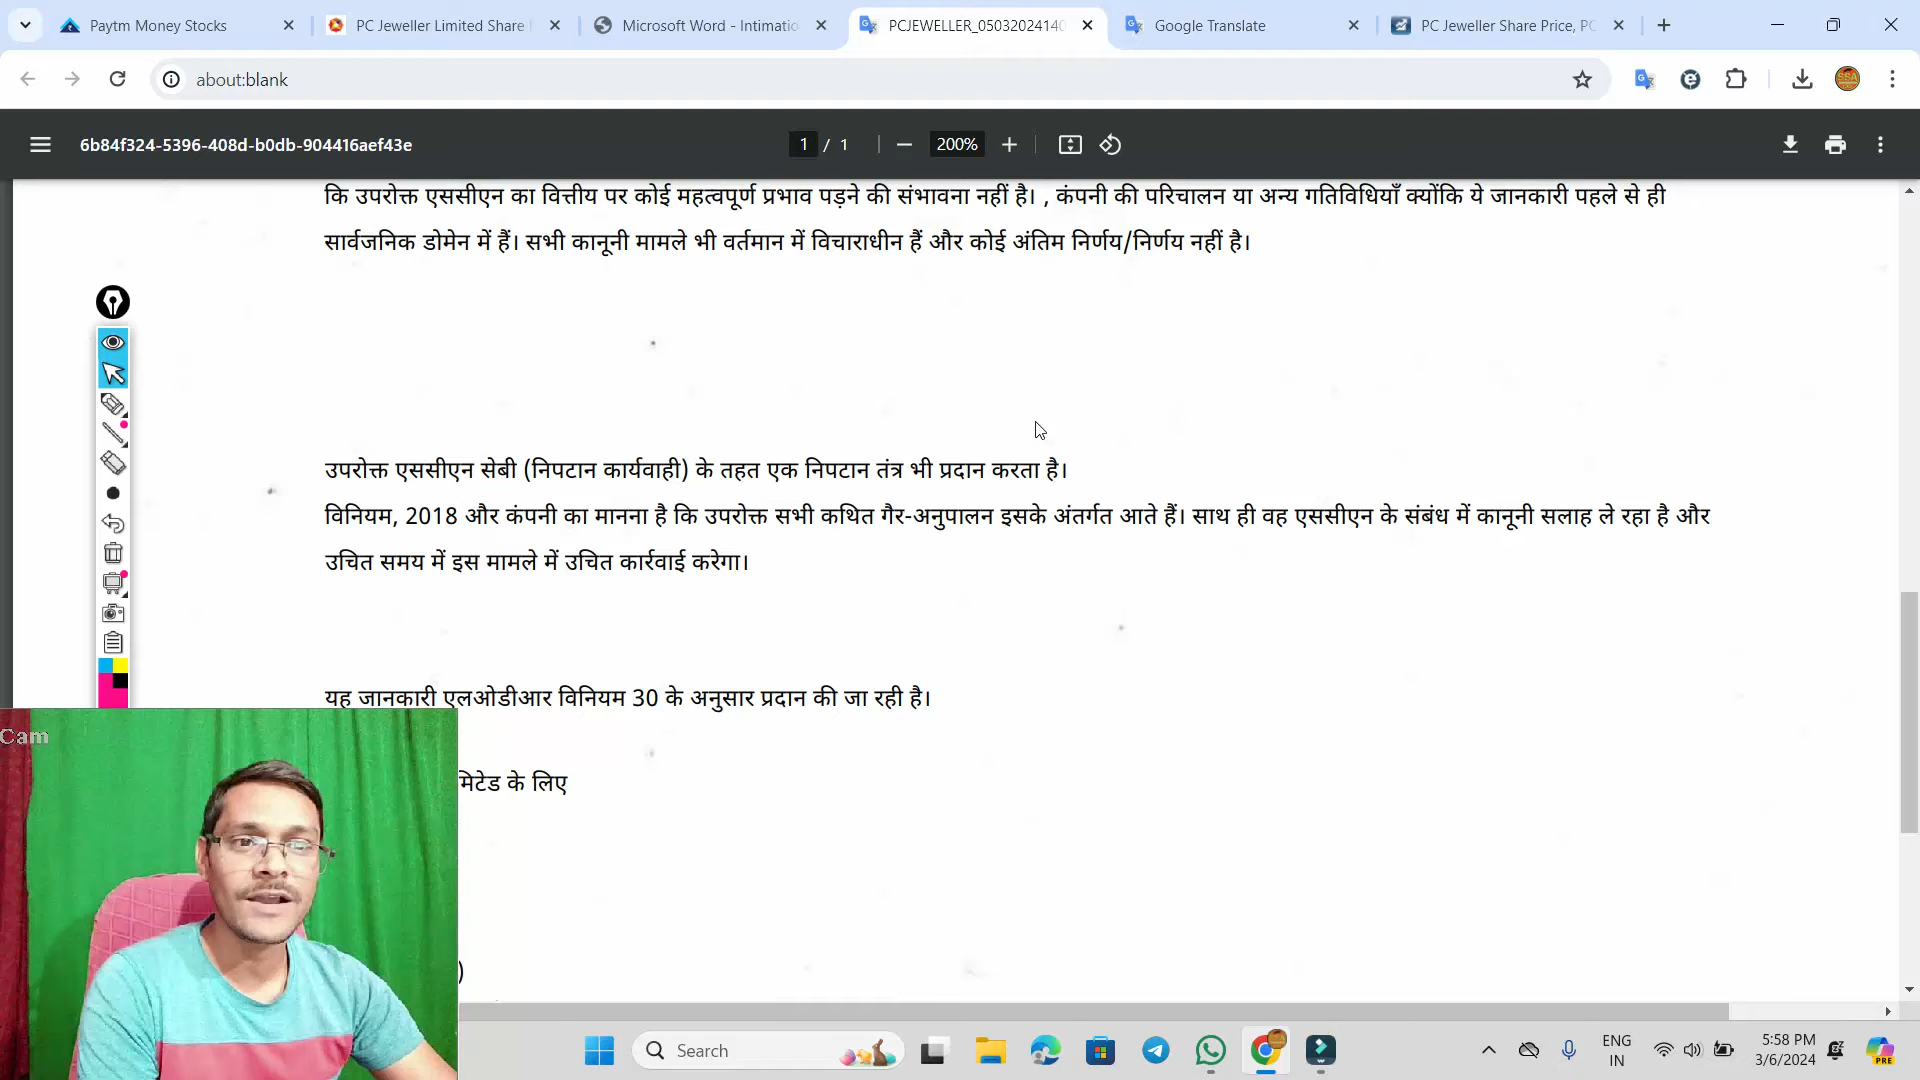 Paytm Money Stocks
PC Jeweller Limited Share
Microsoft Word - Intimatio
PCJEWELLER_05032024140
Google Translate
PC Jeweller Share Price, PC
about:blank
6b84f324-5396-408d-b0db-904416aef43e
1 / 1
200%
कि उपरोक्त एससीएन का वित्तीय पर कोई महत्वपूर्ण प्रभाव पड़ने की संभावना नहीं है। , कंपनी की परिचालन या अन्य गतिविधियाँ क्योंकि ये जानकारी पहले से ही
सार्वजनिक डोमेन में हैं। सभी कानूनी मामले भी वर्तमान में विचाराधीन हैं और कोई अंतिम निर्णय/निर्णय नहीं है।
उपरोक्त एससीएन सेबी (निपटान कार्यवाही) के तहत एक निपटान तंत्र भी प्रदान करता है।
विनियम, 2018 और कंपनी का मानना है कि उपरोक्त सभी कथित गैर-अनुपालन इसके अंतर्गत आते हैं। साथ ही वह एससीएन के संबंध में कानूनी सलाह ले रहा है और
उचित समय में इस मामले में उचित कार्रवाई करेगा।
यह जानकारी एलओडीआर विनियम 30 के अनुसार प्रदान की जा रही है।
Cam
मिटेड के लिए
)
Search
ENG
IN
5:58 PM
3/6/2024
PRE